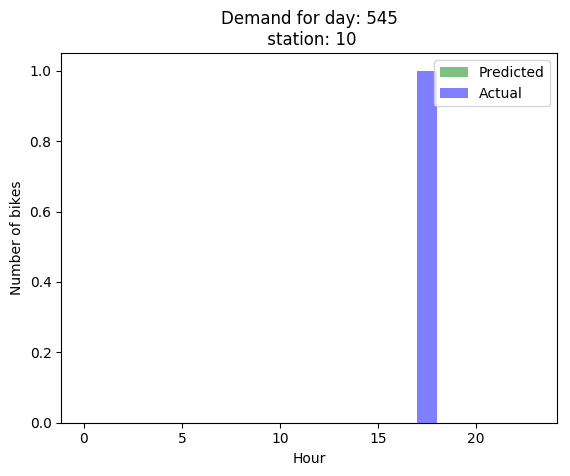 Demand for day: 545
station: 10
Predicted
Actual
Number of bikes
1.0
0.8
0.6
0.4
0.2
0.0
0
5
10
15
20
Hour